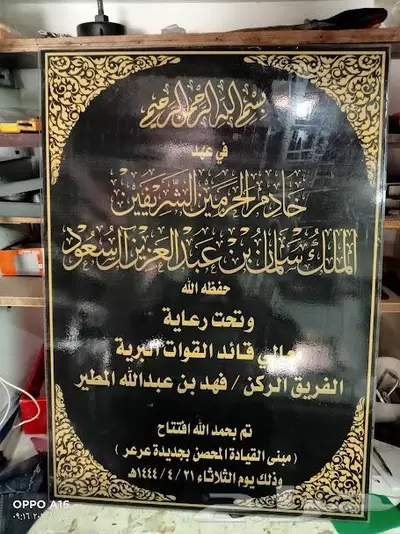 بسم الله الرحمن الرحيم
في عهد
خادم الحرمين الشريفين
الملك سلمان بن عبدالعزيز آل سعود
حفظه الله
وتحت رعاية
معالي قائد القوات البرية
الفريق الركن / فهد بن عبدالله المطير
تم بحمد الله افتتاح
( مبنى القيادة المحصن بجديدة عرعر )
وذلك يوم الثلاثاء ٢١ / ٤ / ١٤٤٤هـ
OPPO A16